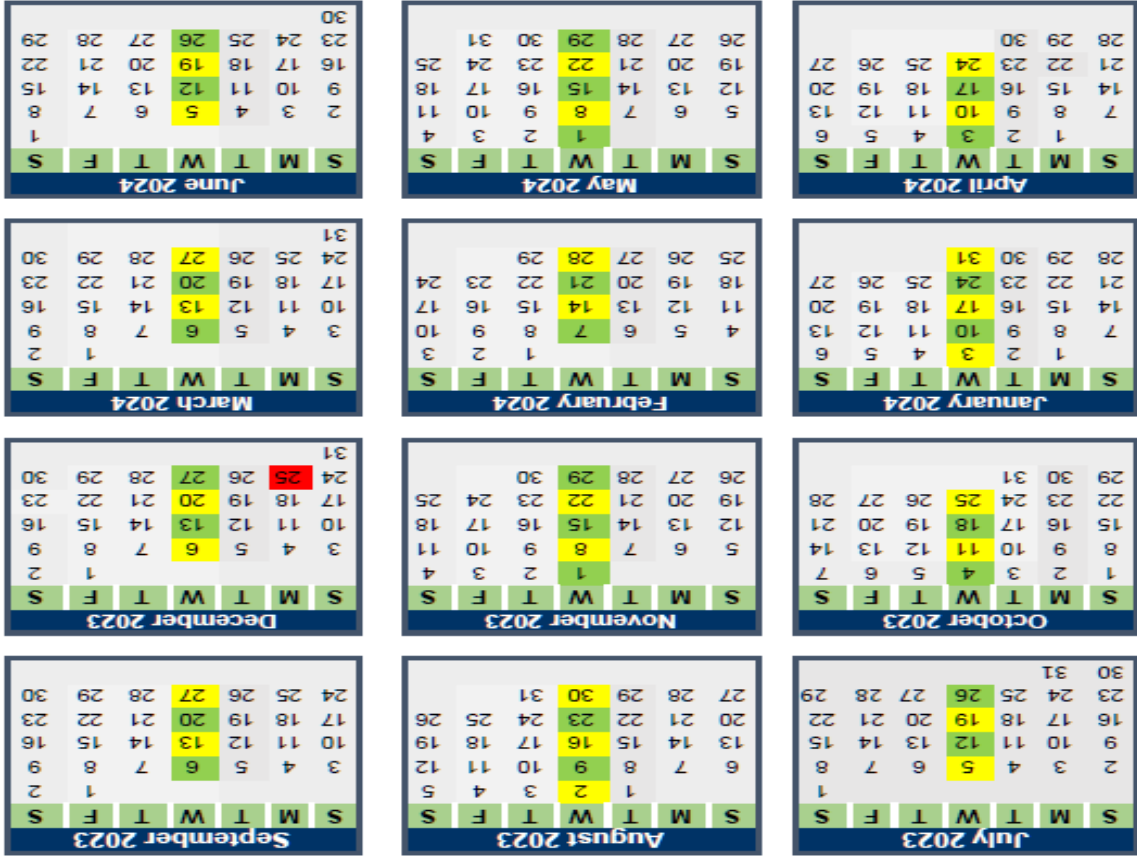 July 2023
S M T W T F S
1
2 3 4 5 6 7 8
9 10 11 12 13 14 15
16 17 18 19 20 21 22
23 24 25 26 27 28 29
30 31
August 2023
S M T W T F S
1 2 3 4 5
6 7 8 9 10 11 12
13 14 15 16 17 18 19
20 21 22 23 24 25 26
27 28 29 30 31
September 2023
S M T W T F S
1 2
3 4 5 6 7 8 9
10 11 12 13 14 15 16
17 18 19 20 21 22 23
24 25 26 27 28 29 30
October 2023
S M T W T F S
1 2 3 4 5 6 7
8 9 10 11 12 13 14
15 16 17 18 19 20 21
22 23 24 25 26 27 28
29 30 31
November 2023
S M T W T F S
1 2 3 4
5 6 7 8 9 10 11
12 13 14 15 16 17 18
19 20 21 22 23 24 25
26 27 28 29 30
December 2023
S M T W T F S
1 2
3 4 5 6 7 8 9
10 11 12 13 14 15 16
17 18 19 20 21 22 23
24 25 26 27 28 29 30
31
January 2024
S M T W T F S
1 2 3 4 5 6
7 8 9 10 11 12 13
14 15 16 17 18 19 20
21 22 23 24 25 26 27
28 29 30 31
February 2024
S M T W T F S
1 2 3
4 5 6 7 8 9 10
11 12 13 14 15 16 17
18 19 20 21 22 23 24
25 26 27 28 29
March 2024
S M T W T F S
1 2
3 4 5 6 7 8 9
10 11 12 13 14 15 16
17 18 19 20 21 22 23
24 25 26 27 28 29 30
31
April 2024
S M T W T F S
1 2 3 4 5 6
7 8 9 10 11 12 13
14 15 16 17 18 19 20
21 22 23 24 25 26 27
28 29 30
May 2024
S M T W T F S
1 2 3 4
5 6 7 8 9 10 11
12 13 14 15 16 17 18
19 20 21 22 23 24 25
26 27 28 29 30 31
June 2024
S M T W T F S
1
2 3 4 5 6 7 8
9 10 11 12 13 14 15
16 17 18 19 20 21 22
23 24 25 26 27 28 29
30